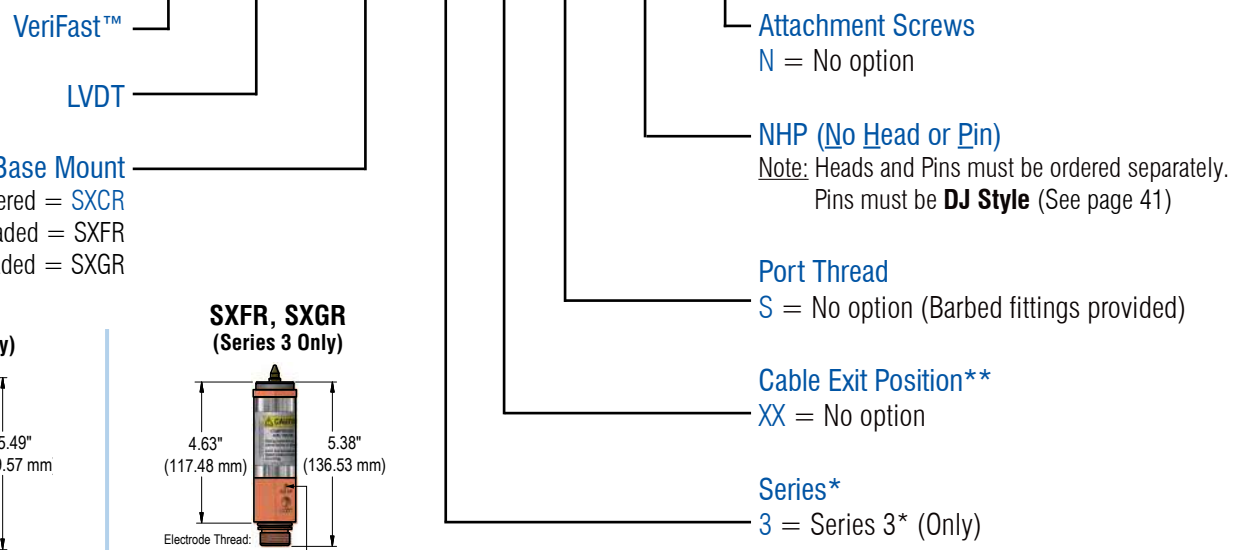 VeriFast™
LVDT
Base Mount
ered = SXCR
aded = SXFR
ded = SXGR
Attachment Screws
N = No option
NHP (No Head or Pin)
Note: Heads and Pins must be ordered separately.
Pins must be DJ Style (See page 41)
Port Thread
S = No option (Barbed fittings provided)
Cable Exit Position**
XX = No option
Series*
3 = Series 3* (Only)
y)
5.49"
.57 mm
SXFR, SXGR
(Series 3 Only)
4.63"
(117.48 mm)
5.38"
(136.53 mm)
Electrode Thread: